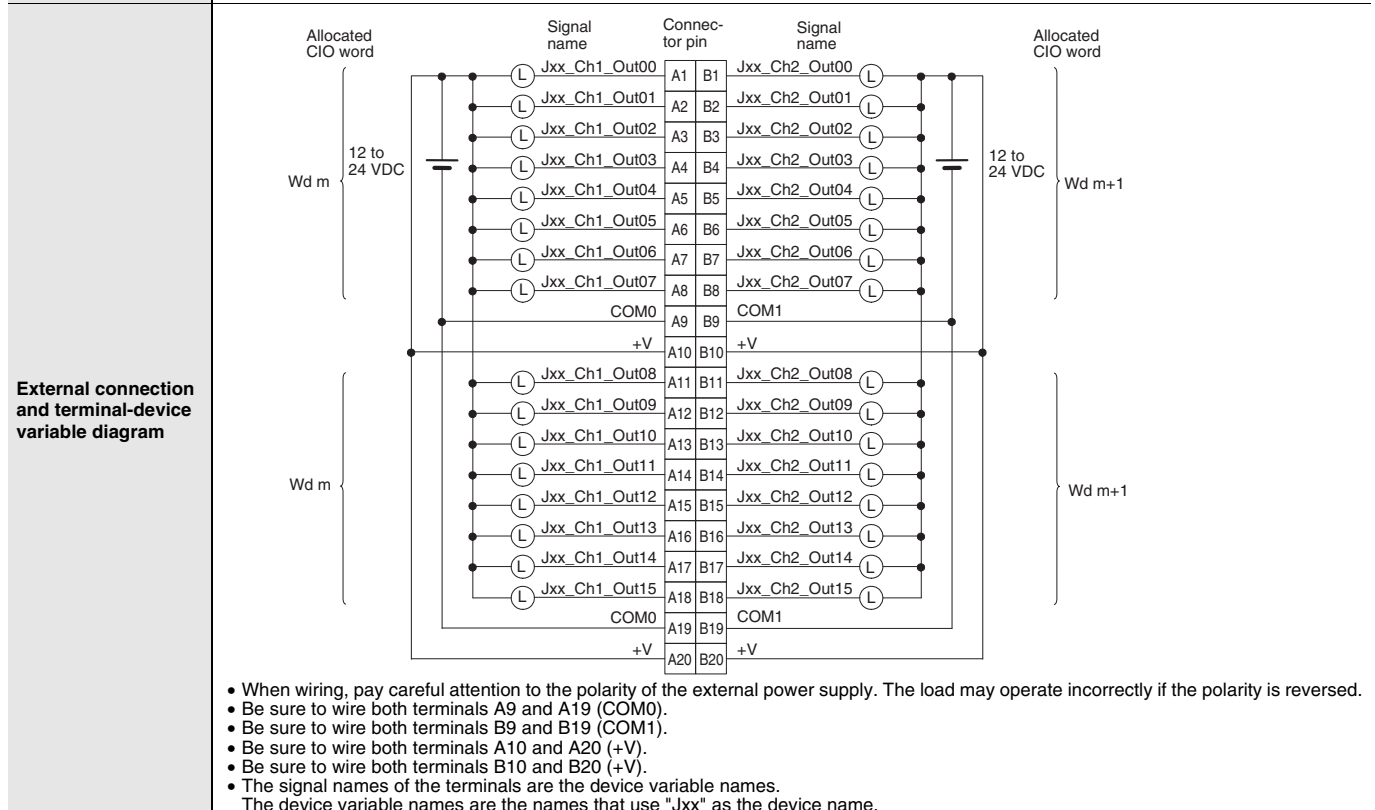 External connection
and terminal-device
variable diagram
Allocated
CIO word
Signal
name
Connec-
tor pin
Signal
name
Allocated
CIO word
L Jxx_Ch1_Out00 A1 B1 Jxx_Ch2_Out00 L
L Jxx_Ch1_Out01 A2 B2 Jxx_Ch2_Out01 L
L Jxx_Ch1_Out02 A3 B3 Jxx_Ch2_Out02 L
12 to
24 VDC
L Jxx_Ch1_Out03 A4 B4 Jxx_Ch2_Out03 L
12 to
24 VDC
Wd m
L Jxx_Ch1_Out04 A5 B5 Jxx_Ch2_Out04 L
Wd m+1
L Jxx_Ch1_Out05 A6 B6 Jxx_Ch2_Out05 L
L Jxx_Ch1_Out06 A7 B7 Jxx_Ch2_Out06 L
L Jxx_Ch1_Out07 A8 B8 Jxx_Ch2_Out07 L
COM0 A9 B9 COM1
+V A10 B10 +V
L Jxx_Ch1_Out08 A11 B11 Jxx_Ch2_Out08 L
L Jxx_Ch1_Out09 A12 B12 Jxx_Ch2_Out09 L
L Jxx_Ch1_Out10 A13 B13 Jxx_Ch2_Out10 L
Wd m L Jxx_Ch1_Out11 A14 B14 Jxx_Ch2_Out11 L Wd m+1
L Jxx_Ch1_Out12 A15 B15 Jxx_Ch2_Out12 L
L Jxx_Ch1_Out13 A16 B16 Jxx_Ch2_Out13 L
L Jxx_Ch1_Out14 A17 B17 Jxx_Ch2_Out14 L
L Jxx_Ch1_Out15 A18 B18 Jxx_Ch2_Out15 L
COM0 A19 B19 COM1
+V A20 B20 +V
• When wiring, pay careful attention to the polarity of the external power supply. The load may operate incorrectly if the polarity is reversed.
• Be sure to wire both terminals A9 and A19 (COM0).
• Be sure to wire both terminals B9 and B19 (COM1).
• Be sure to wire both terminals A10 and A20 (+V).
• Be sure to wire both terminals B10 and B20 (+V).
• The signal names of the terminals are the device variable names.
The device variable names are the names that use "Jxx" as the device name.